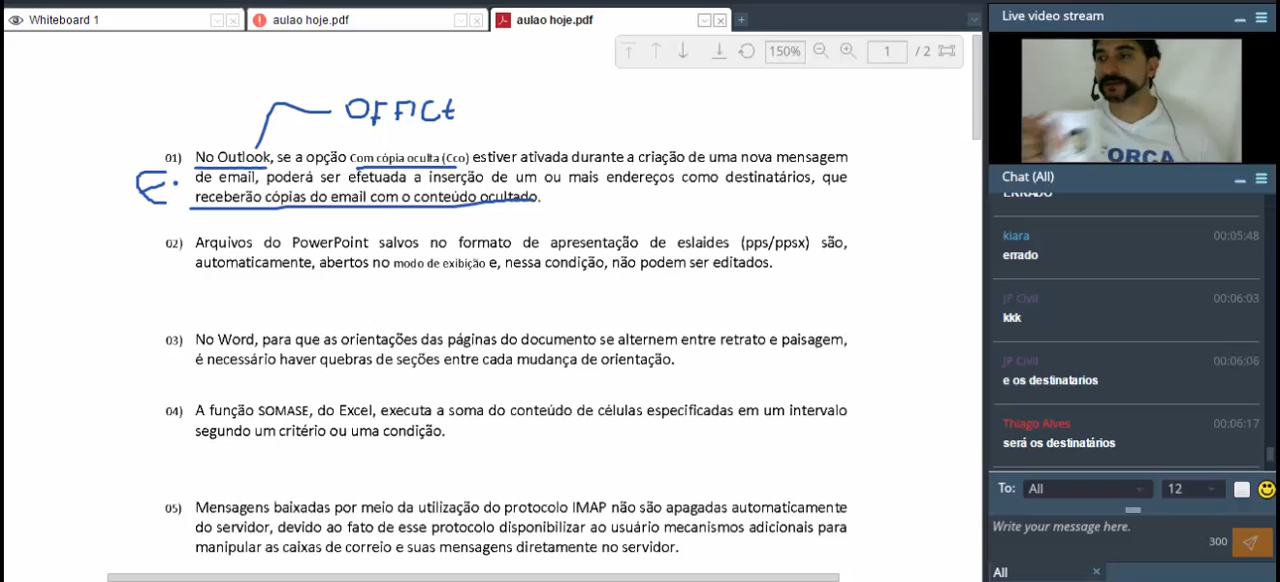 Whiteboard 1
aulao hoje.pdf
aulao hoje.pdf
150%
1
/ 2
OFFICE
01) No Outlook, se a opção Com cópia oculta (Cco) estiver ativada durante a criação de uma nova mensagem
de email, poderá ser efetuada a inserção de um ou mais endereços como destinatários, que
receberão cópias do email com o conteúdo ocultado.
E.
02) Arquivos do PowerPoint salvos no formato de apresentação de eslaides (pps/ppsx) são,
automaticamente, abertos no modo de exibição e, nessa condição, não podem ser editados.
03) No Word, para que as orientações das páginas do documento se alternem entre retrato e paisagem,
é necessário haver quebras de seções entre cada mudança de orientação.
04) A função SOMASE, do Excel, executa a soma do conteúdo de células especificadas em um intervalo
segundo um critério ou uma condição.
05) Mensagens baixadas por meio da utilização do protocolo IMAP não são apagadas automaticamente
do servidor, devido ao fato de esse protocolo disponibilizar ao usuário mecanismos adicionais para
manipular as caixas de correio e suas mensagens diretamente no servidor.
Live video stream
FORÇA
Chat (All)
ERRADO
kiara 00:05:48
errado
JP Civil 00:06:03
kkk
JP Civil 00:06:06
e os destinatarios
Thiago Alves 00:06:17
será os destinatários
To: All 12
Write your message here.
300
All